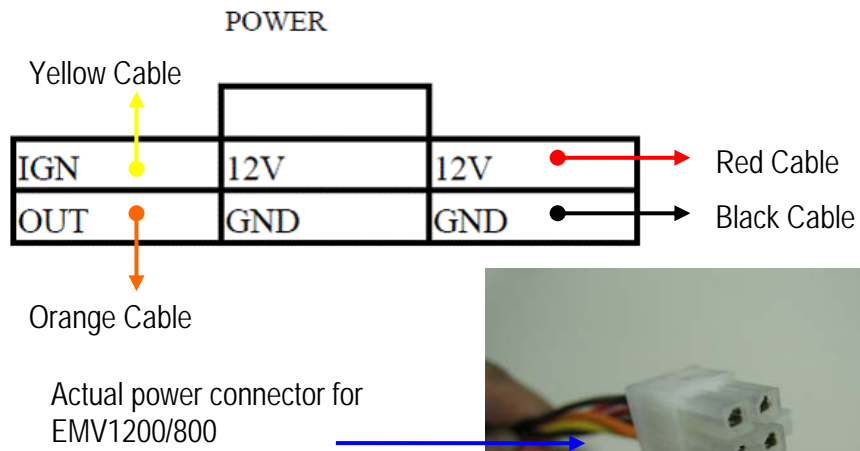 POWER
Yellow Cable
IGN 12V 12V Red Cable
OUT GND GND Black Cable
Orange Cable
Actual power connector for
EMV1200/800